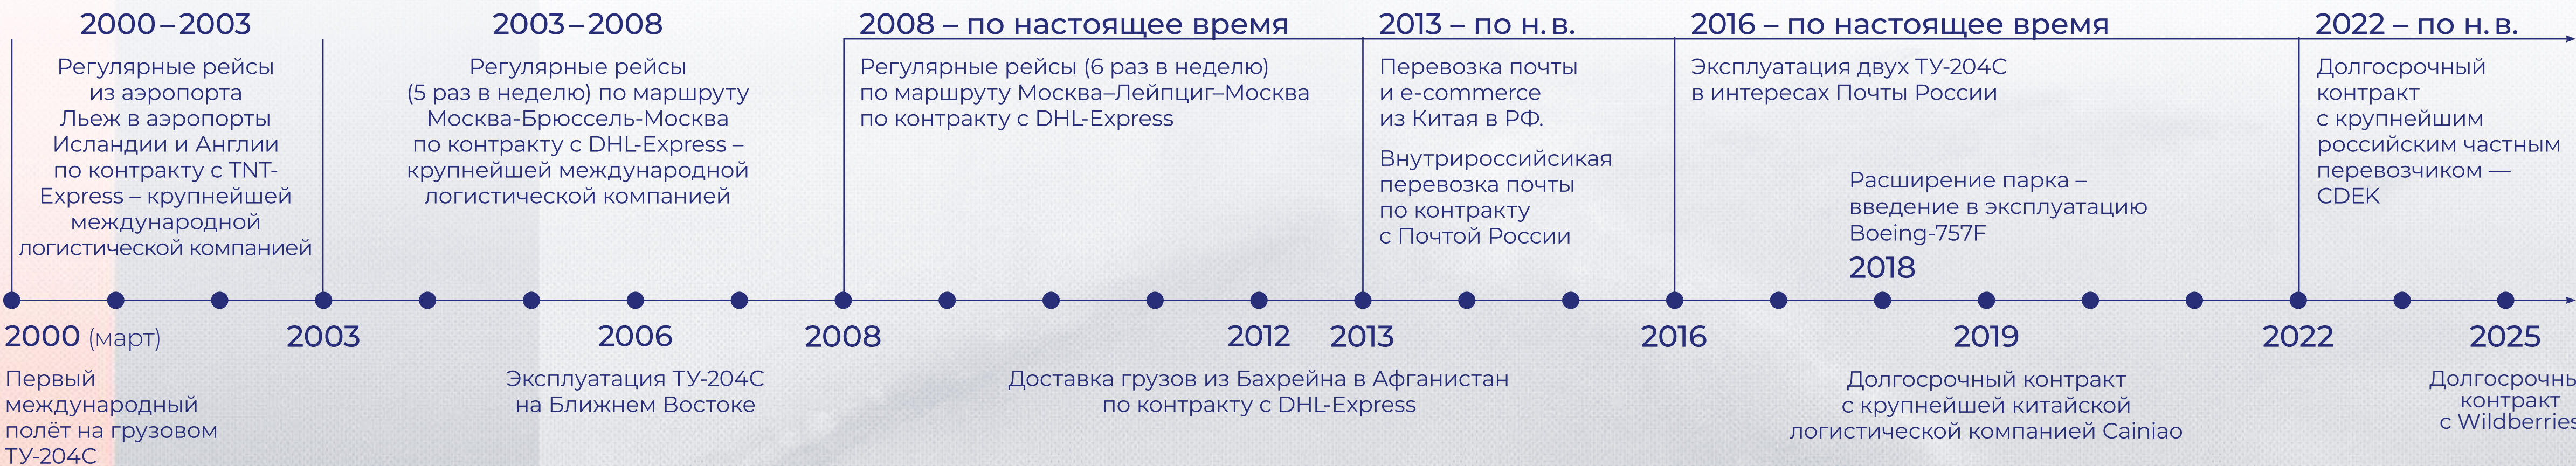 2000–2003
Регулярные рейсы
из аэропорта
Льеж в аэропорты
Исландии и Англии
по контракту с TNT-
Express – крупнейшей
международной
логистической компанией
2003–2008
Регулярные рейсы
(5 раз в неделю) по маршруту
Москва-Брюссель-Москва
по контракту с DHL-Express –
крупнейшей международной
логистической компанией
2008 – по настоящее время
Регулярные рейсы (6 раз в неделю)
по маршруту Москва–Лейпциг–Москва
по контракту с DHL-Express
2013 – по н. в.
Перевозка почты
и e-commerce
из Китая в РФ.
Внутрироссийсикая
перевозка почты
по контракту
с Почтой России
2016 – по настоящее время
Эксплуатация двух ТУ-204С
в интересах Почты России
Расширение парка –
введение в эксплуатацию
Boeing-757F
2018
2022 – по н. в.
Долгосрочный
контракт
с крупнейшим
российским частным
перевозчиком —
CDEK
2000 (март)
Первый
международный
полёт на грузовом
ТУ-204С
2003
2006
Эксплуатация ТУ-204С
на Ближнем Востоке
2008
2012
Доставка грузов из Бахрейна в Афганистан
по контракту с DHL-Express
2013
2016
2019
Долгосрочный контракт
с крупнейшей китайской
логистической компанией Cainiao
2022
2025
Долгосрочны
контракт
с Wildberries